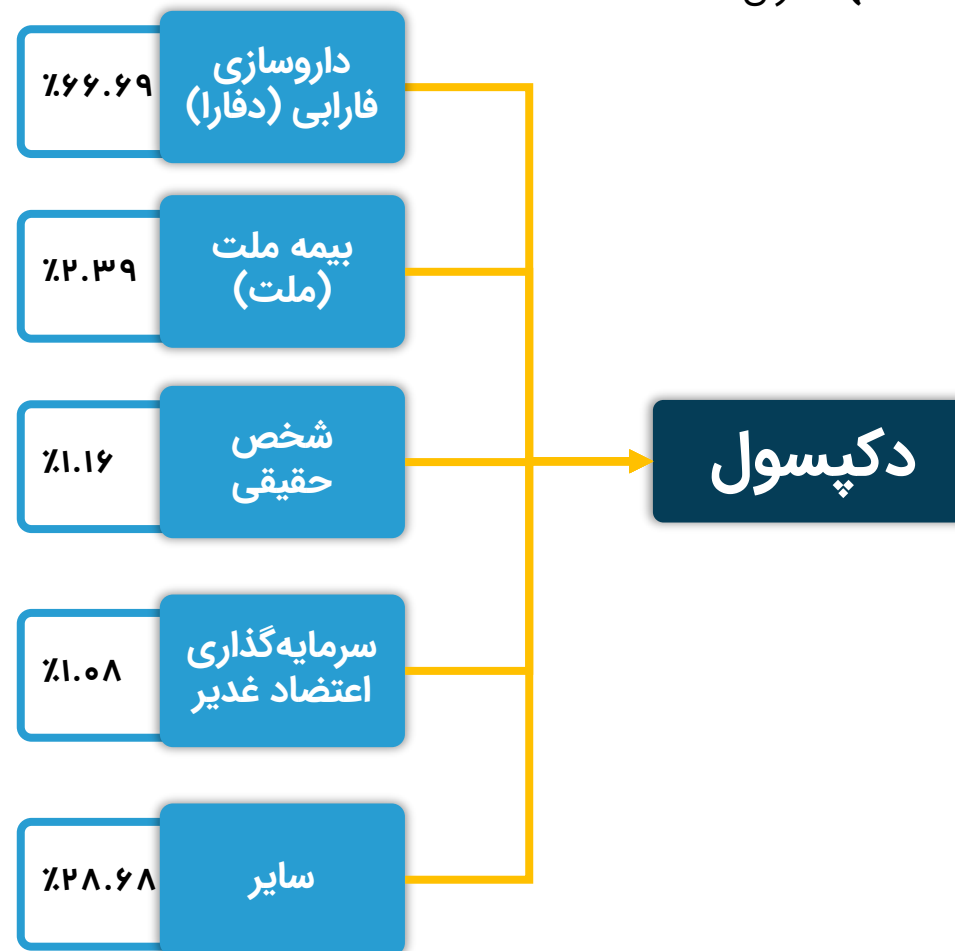 داروسازی
فارابی (دفارا)
٪۶۶.۶۹
بیمه ملت
(ملت)
٪۲.۳۹
شخص
حقیقی
٪۱.۱۶
سرمایه‌گذاری
اعتضاد غدیر
٪۱.۰۸
سایر
٪۲۸.۶۸
دکپسول